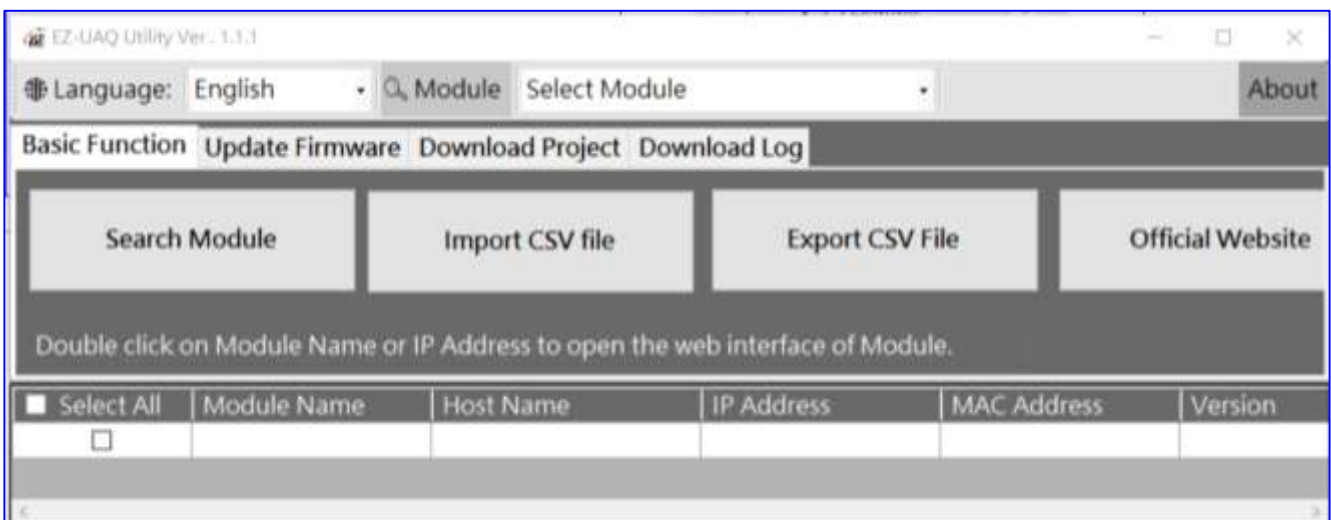 EZ-UAQ Utility Ver. 1.1.1
Language: English Module Select Module About
Basic Function Update Firmware Download Project Download Log
Search Module Import CSV file Export CSV File Official Website
Double click on Module Name or IP Address to open the web interface of Module.
Select All Module Name Host Name IP Address MAC Address Version